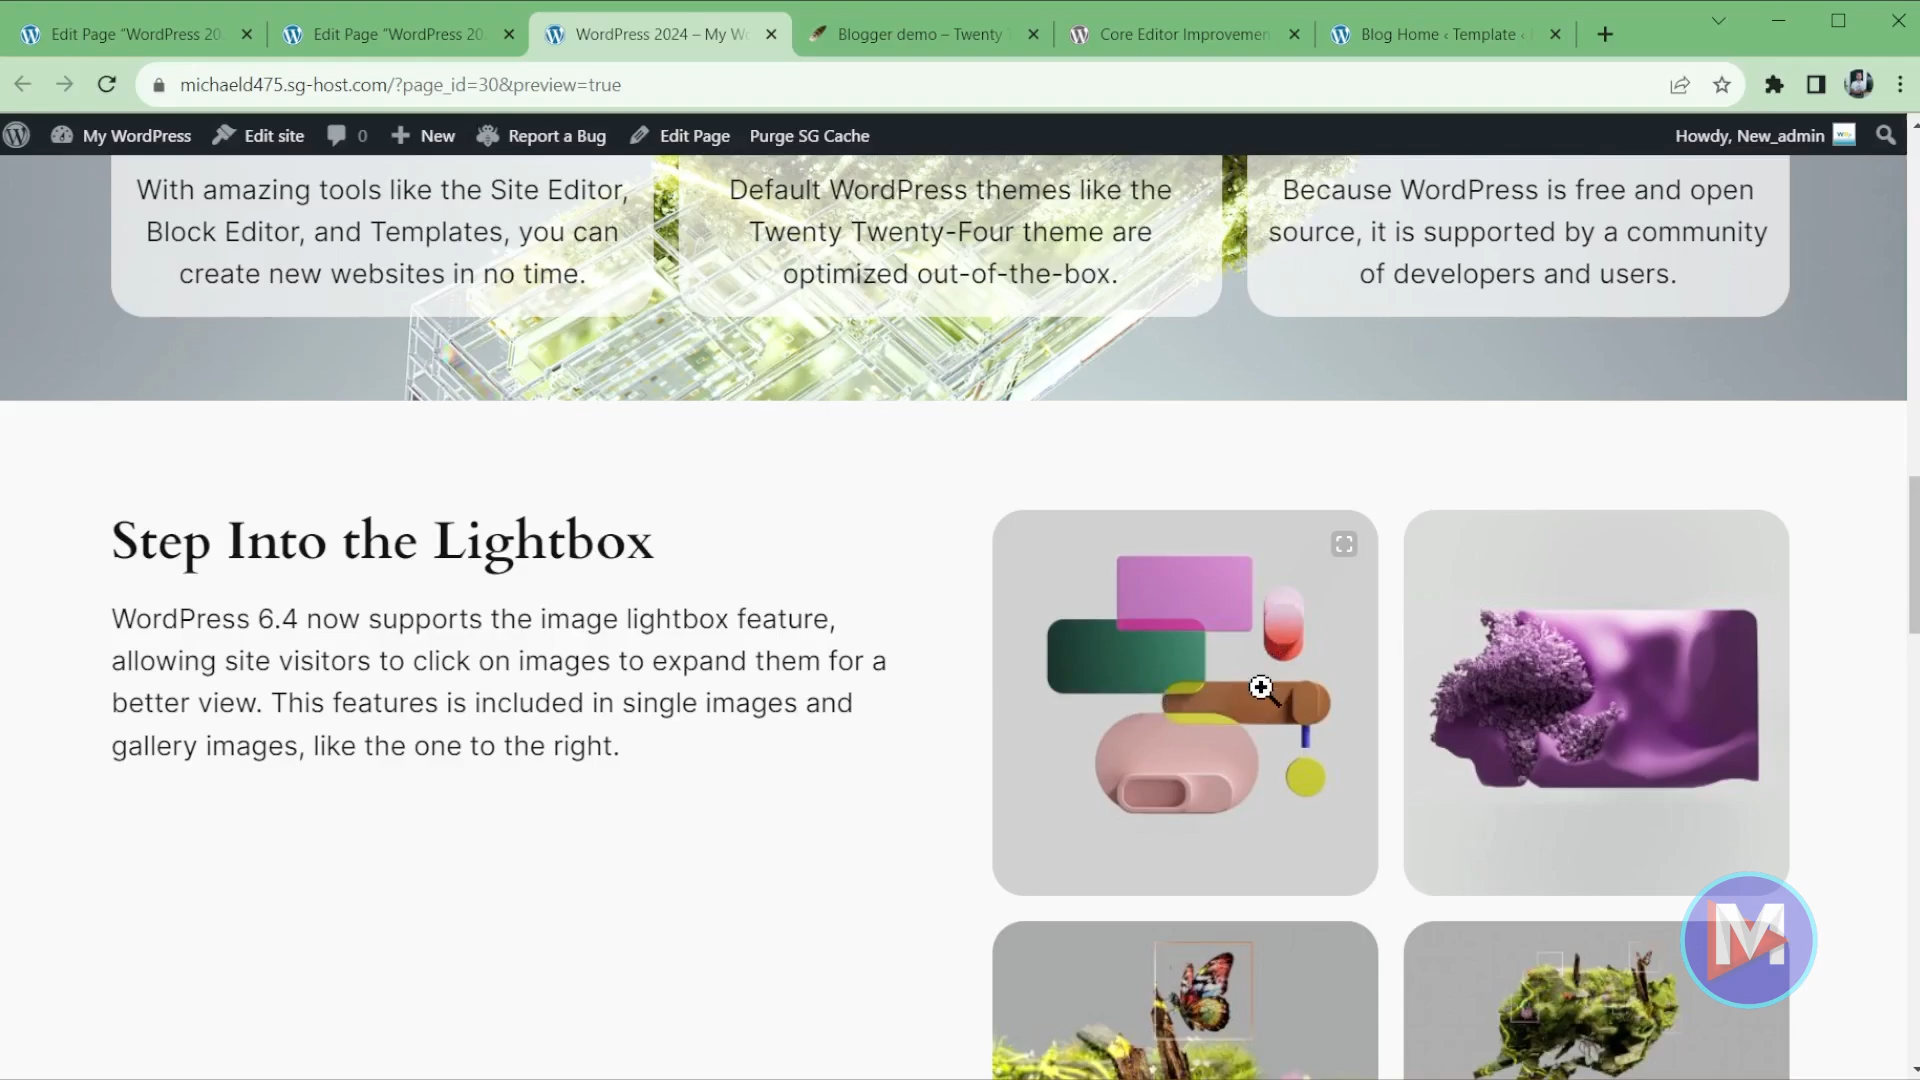 Edit Page “WordPress 20
Edit Page “WordPress 20
WordPress 2024 – My Wo
Blogger demo – Twenty T
Core Editor Improvemen
Blog Home ‹ Template ‹
michaeld475.sg-host.com/?page_id=30&preview=true
My WordPress
Edit site
0
New
Report a Bug
Edit Page
Purge SG Cache
Howdy, New_admin
With amazing tools like the Site Editor,
Block Editor, and Templates, you can
create new websites in no time.
Default WordPress themes like the
Twenty Twenty-Four theme are
optimized out-of-the-box.
Because WordPress is free and open
source, it is supported by a community
of developers and users.
Step Into the Lightbox
WordPress 6.4 now supports the image lightbox feature,
allowing site visitors to click on images to expand them for a
better view. This features is included in single images and
gallery images, like the one to the right.
M